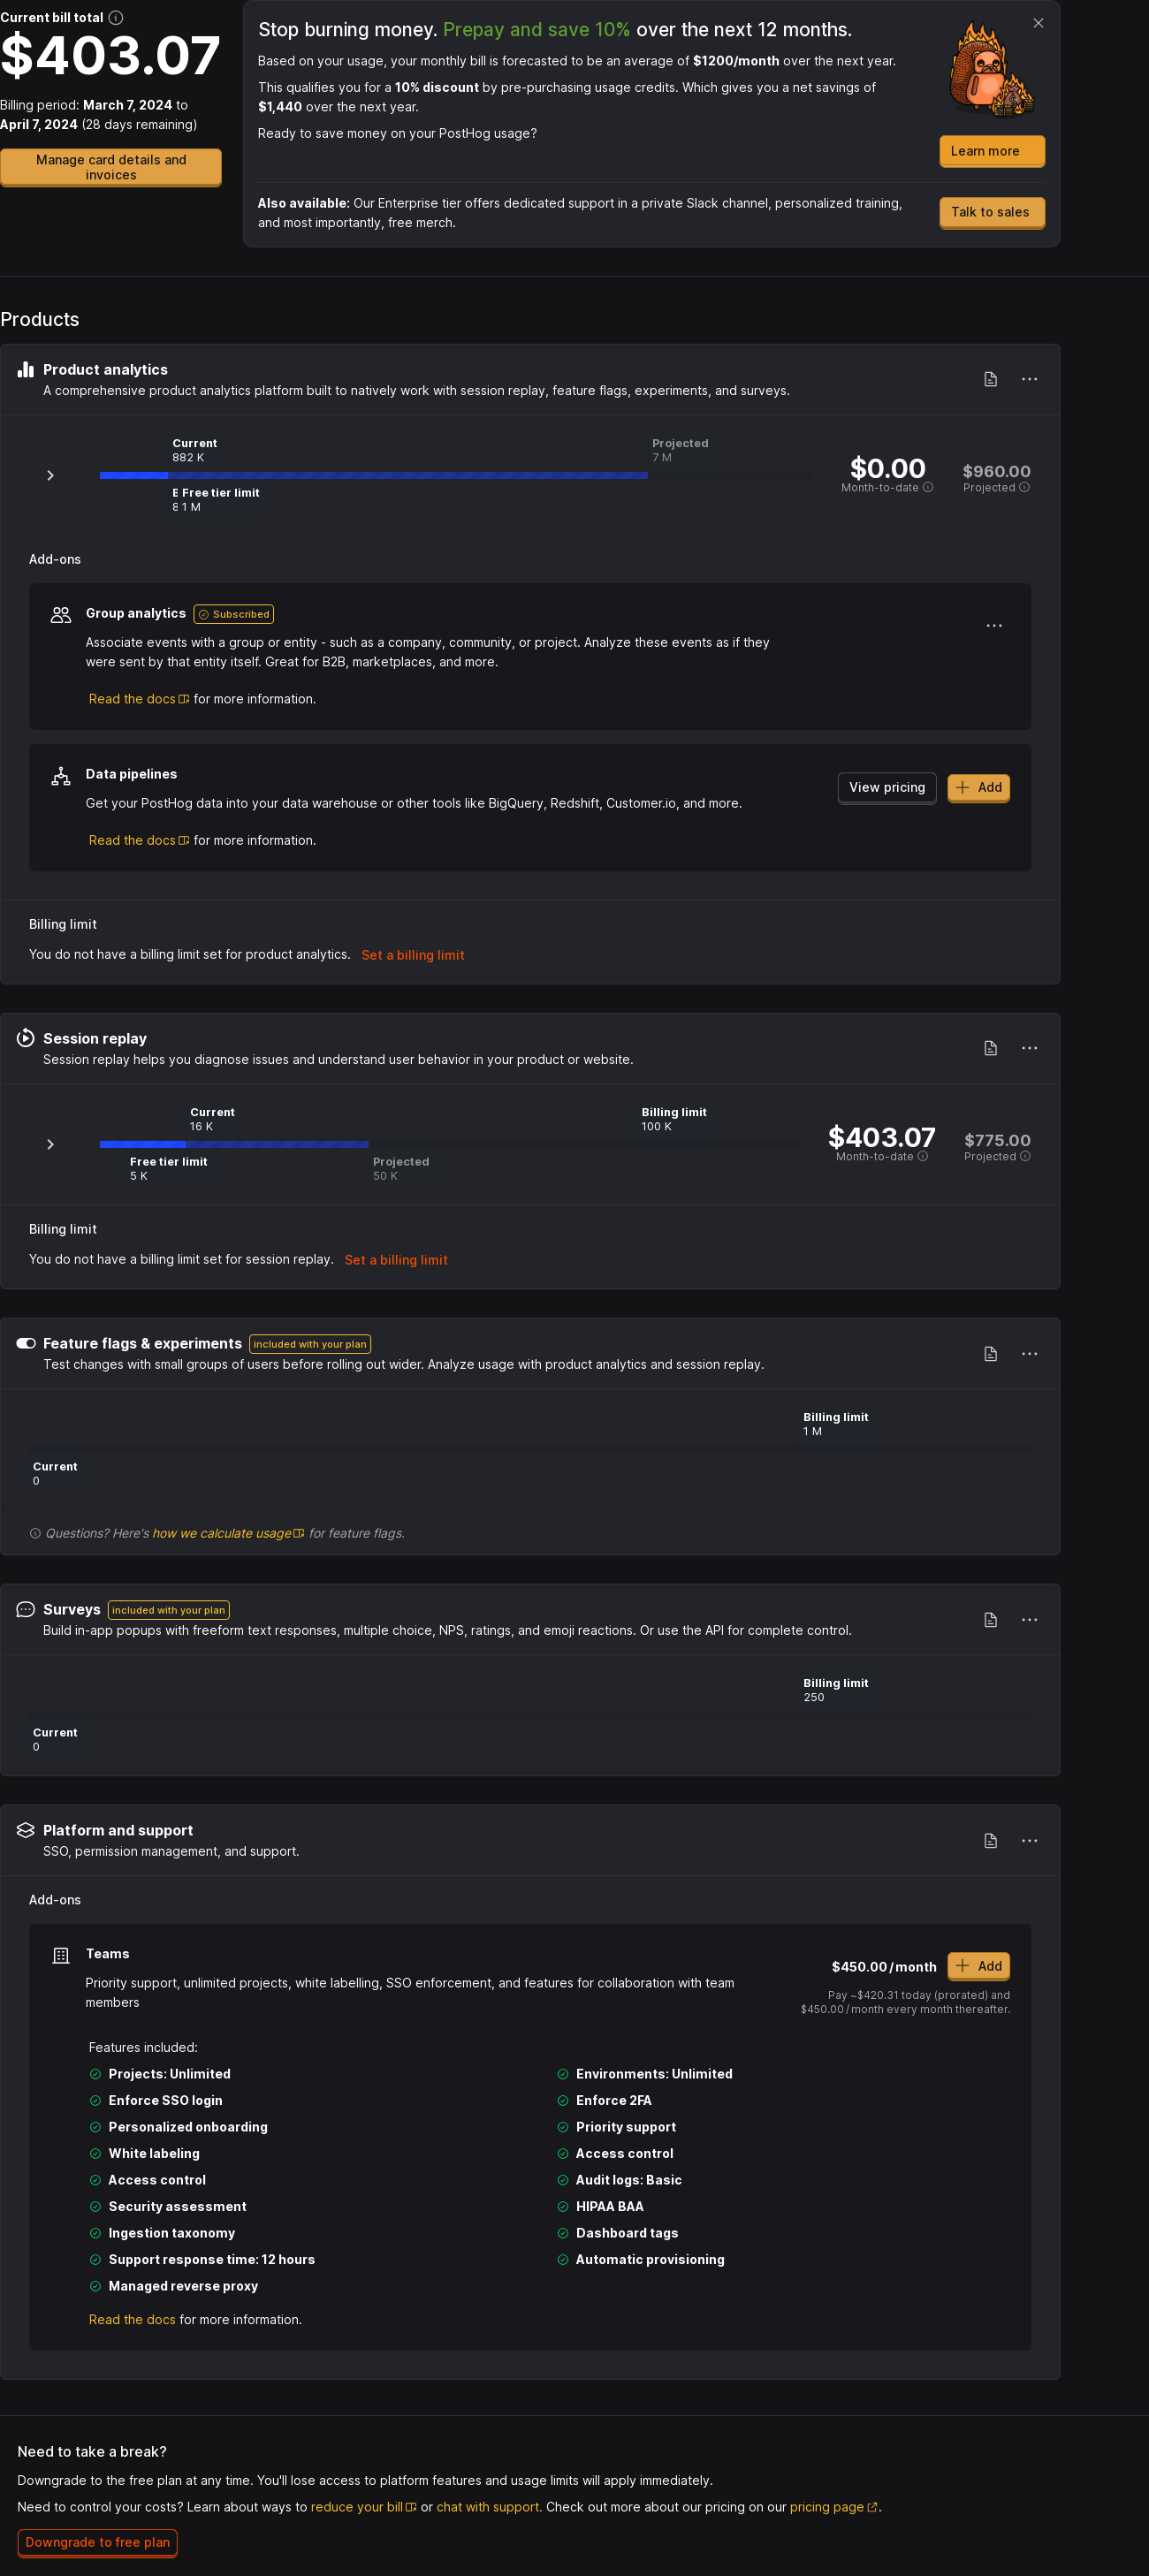 Current bill total
$403.07
Billing period: March 7, 2024 to
April 7, 2024 (28 days remaining)
Manage card details and
invoices
Stop burning money. Prepay and save 10% over the next 12 months.
Based on your usage, your monthly bill is forecasted to be an average of $1200/month over the next year.
This qualifies you for a 10% discount by pre-purchasing usage credits. Which gives you a net savings of
$1,440 over the next year.
Ready to save money on your PostHog usage?
Learn more
Also available: Our Enterprise tier offers dedicated support in a private Slack channel, personalized training,
and most importantly, free merch.
Talk to sales
Products
Product analytics
A comprehensive product analytics platform built to natively work with session replay, feature flags, experiments, and surveys.
Current
882 K
Projected
7 M
Free tier limit
1 M
$0.00
Month-to-date
$960.00
Projected
Add-ons
Group analytics Subscribed
Associate events with a group or entity - such as a company, community, or project. Analyze these events as if they
were sent by that entity itself. Great for B2B, marketplaces, and more.
Read the docs for more information.
Data pipelines
Get your PostHog data into your data warehouse or other tools like BigQuery, Redshift, Customer.io, and more.
View pricing
Add
Read the docs for more information.
Billing limit
You do not have a billing limit set for product analytics. Set a billing limit
Session replay
Session replay helps you diagnose issues and understand user behavior in your product or website.
Current
16 K
Billing limit
100 K
Free tier limit
5 K
Projected
50 K
$403.07
Month-to-date
$775.00
Projected
Billing limit
You do not have a billing limit set for session replay. Set a billing limit
Feature flags & experiments included with your plan
Test changes with small groups of users before rolling out wider. Analyze usage with product analytics and session replay.
Billing limit
1 M
Current
0
Questions? Here's how we calculate usage for feature flags.
Surveys included with your plan
Build in-app popups with freeform text responses, multiple choice, NPS, ratings, and emoji reactions. Or use the API for complete control.
Billing limit
250
Current
0
Platform and support
SSO, permission management, and support.
Add-ons
Teams
Priority support, unlimited projects, white labelling, SSO enforcement, and features for collaboration with team
members
$450.00/month
Add
Pay ~$420.31 today (prorated) and
$450.00/month every month thereafter.
Features included:
Projects: Unlimited
Environments: Unlimited
Enforce SSO login
Enforce 2FA
Personalized onboarding
Priority support
White labeling
Access control
Access control
Audit logs: Basic
Security assessment
HIPAA BAA
Ingestion taxonomy
Dashboard tags
Support response time: 12 hours
Automatic provisioning
Managed reverse proxy
Read the docs for more information.
Need to take a break?
Downgrade to the free plan at any time. You'll lose access to platform features and usage limits will apply immediately.
Need to control your costs? Learn about ways to reduce your bill or chat with support. Check out more about our pricing on our pricing page.
Downgrade to free plan